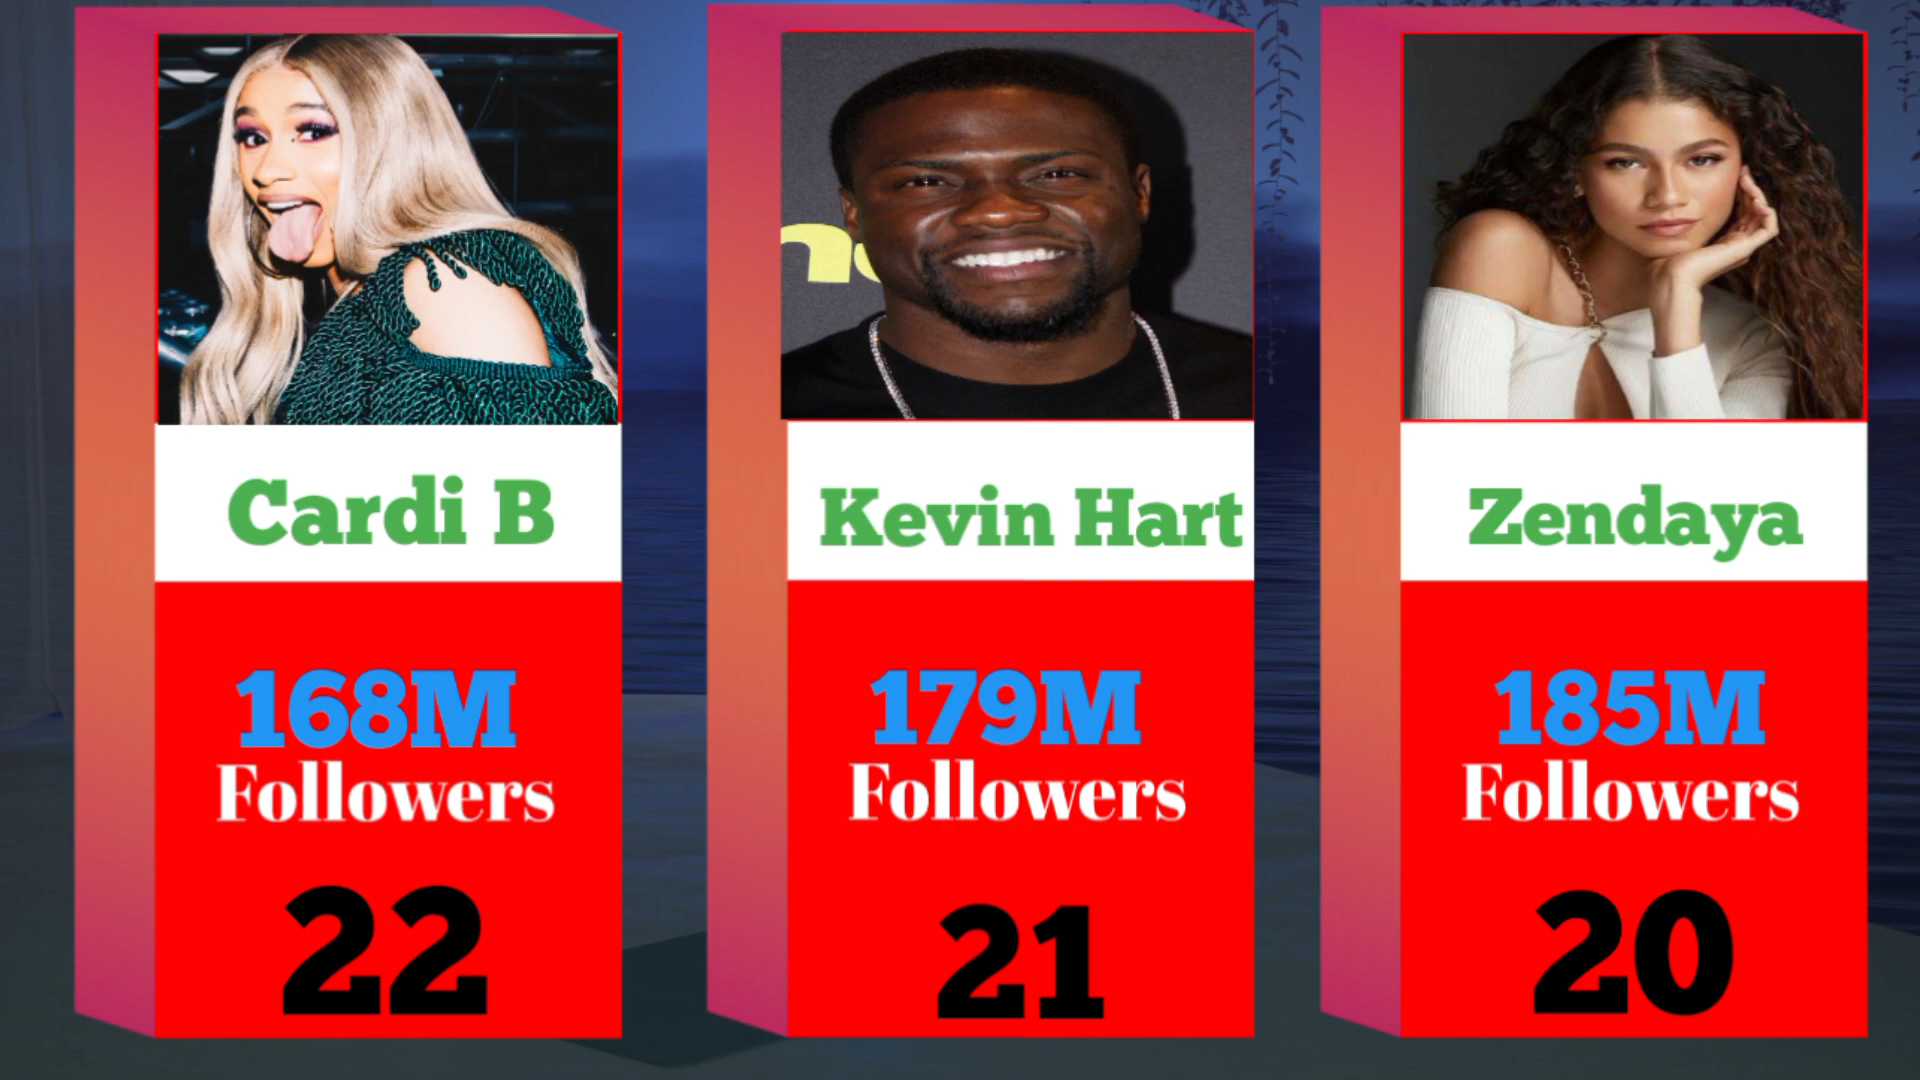 Cardi B
168M
Followers
22
Kevin Hart
179M
Followers
21
Zendaya
185M
Followers
20